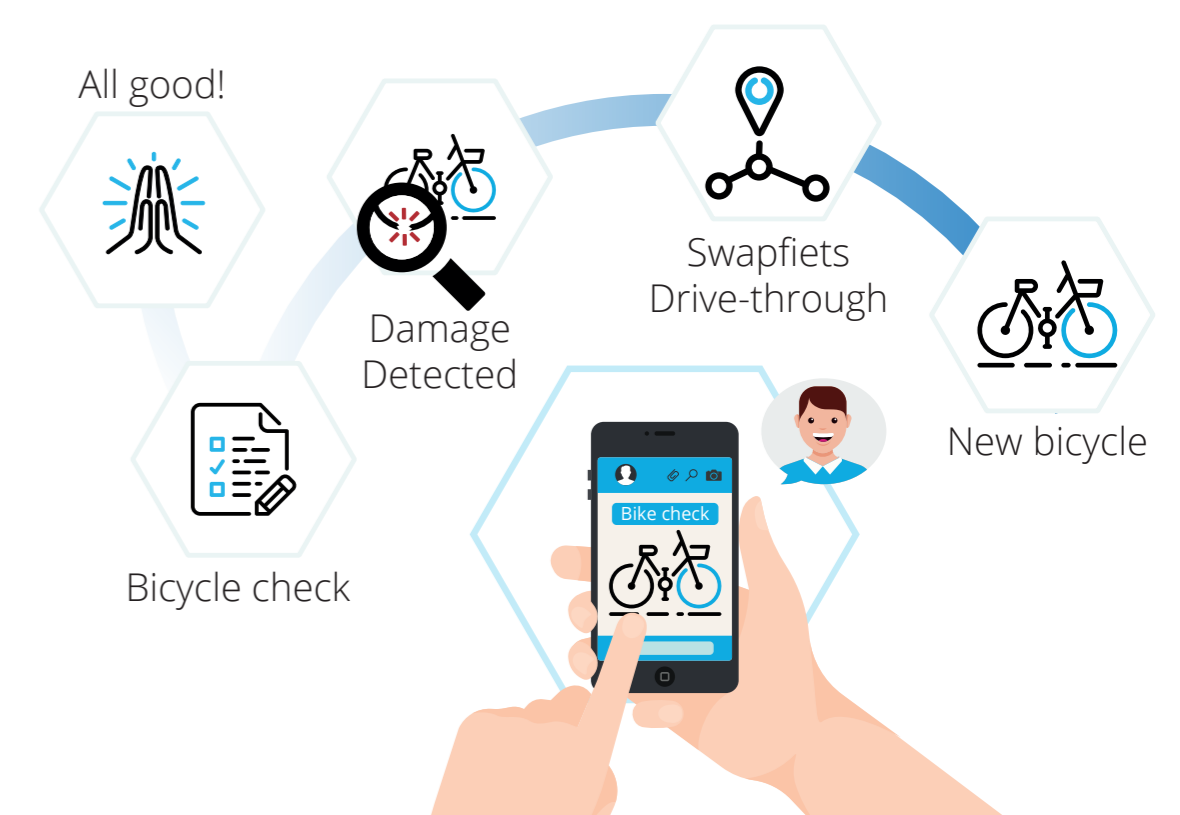 All good!
Swapfiets
Drive-through
Damage
Detected
New bicycle
Bike check
Bicycle check